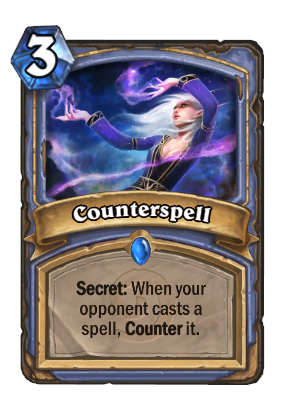 3
Counterspell
Secret: When your
opponent casts a
spell, Counter it.